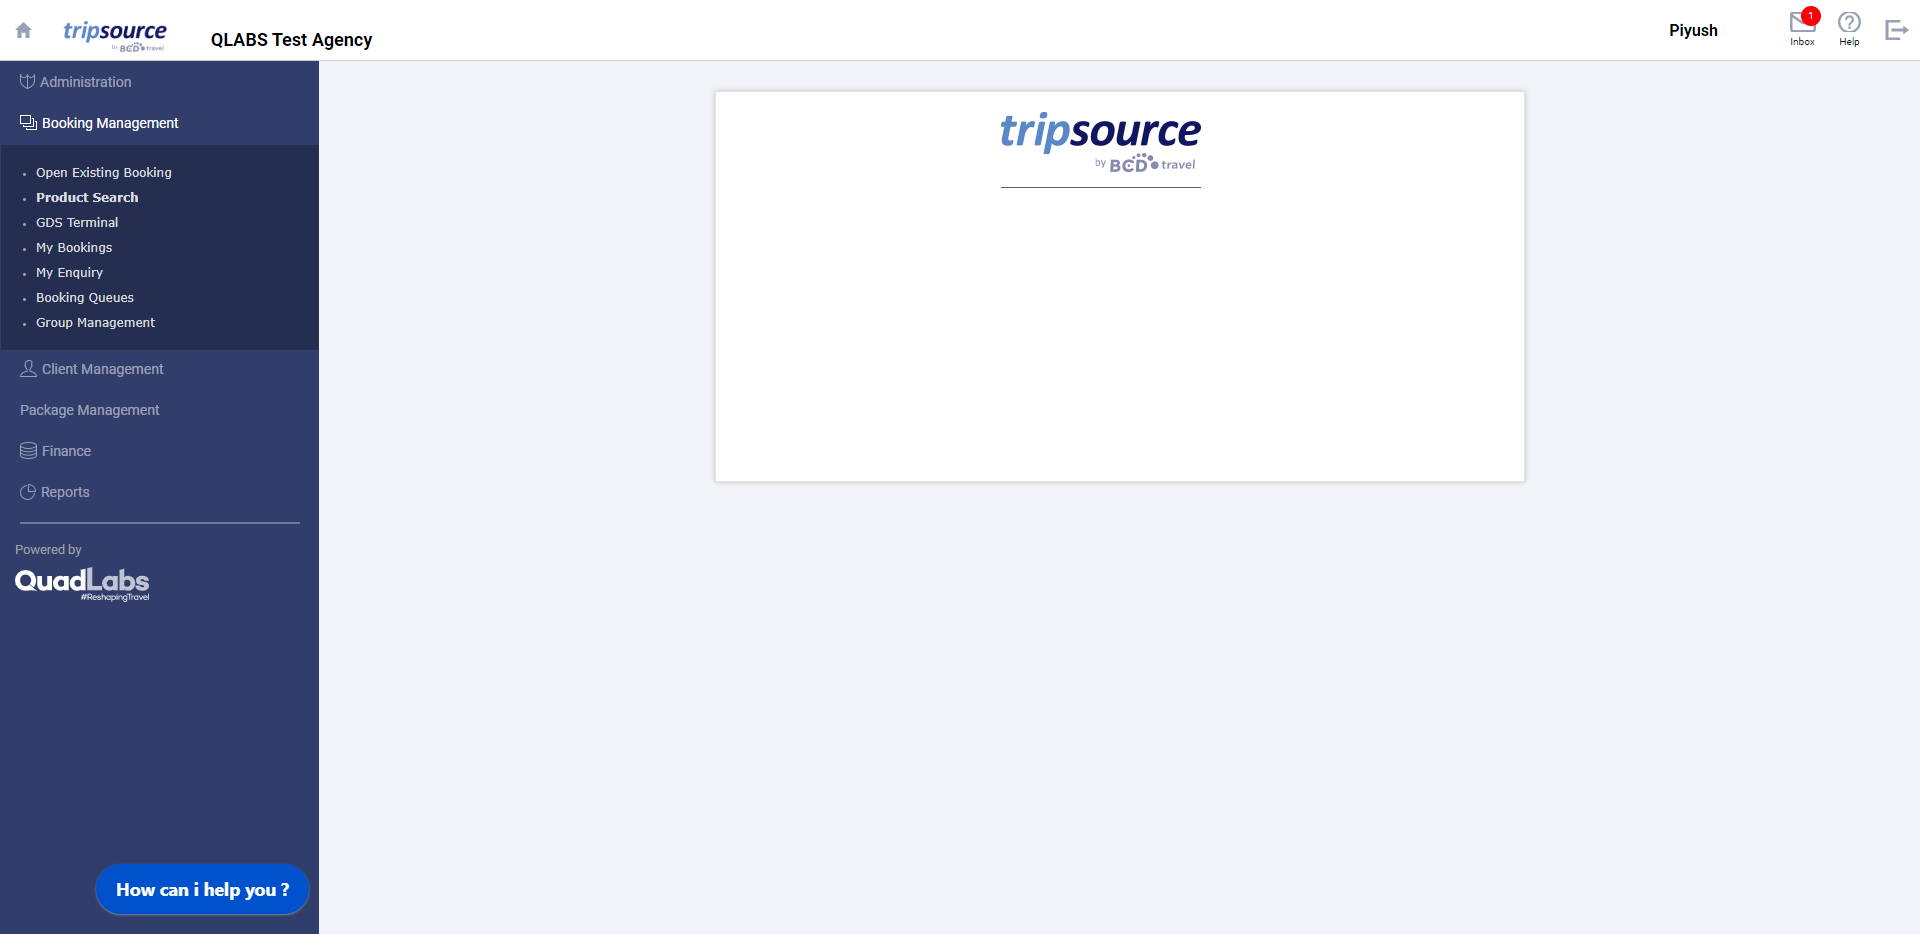 tripsource
by BCD travel
QLABS Test Agency
Piyush
1
Inbox
Help
Administration
Booking Management
Open Existing Booking
Product Search
GDS Terminal
My Bookings
My Enquiry
Booking Queues
Group Management
Client Management
Package Management
Finance
Reports
Powered by
QuadLabs
#ReshapingTravel
How can i help you ?
tripsource
by BCD travel